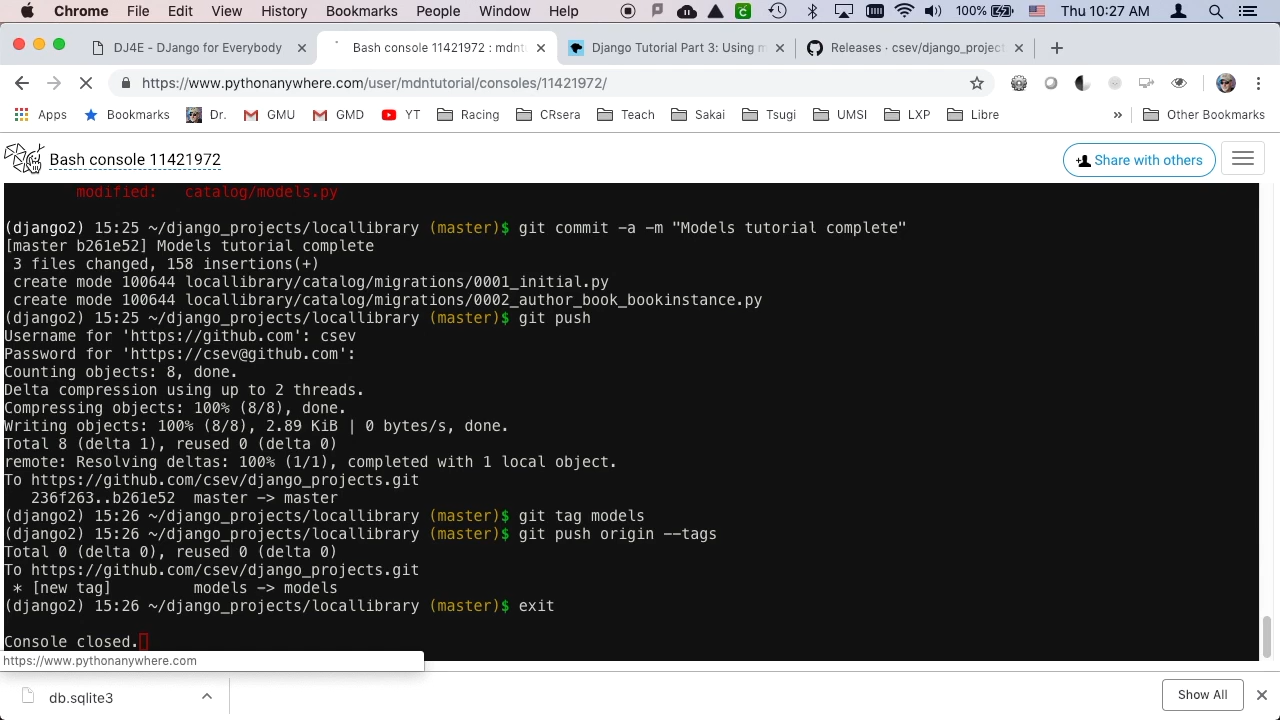 Chrome File Edit View History Bookmarks People Window Help 100% Thu 10:27 AM
DJ4E - DJango for Everybody
Bash console 11421972 : mdntu
Django Tutorial Part 3: Using m
Releases · csev/django_project
https://www.pythonanywhere.com/user/mdntutorial/consoles/11421972/
Apps Bookmarks Dr. GMU GMD YT Racing CRsera Teach Sakai Tsugi UMSI LXP Libre » Other Bookmarks
Bash console 11421972
Share with others
modified: catalog/models.py
(django2) 15:25 ~/django_projects/locallibrary (master)$ git commit -a -m "Models tutorial complete"
[master b261e52] Models tutorial complete
3 files changed, 158 insertions(+)
create mode 100644 locallibrary/catalog/migrations/0001_initial.py
create mode 100644 locallibrary/catalog/migrations/0002_author_book_bookinstance.py
(django2) 15:25 ~/django_projects/locallibrary (master)$ git push
Username for 'https://github.com': csev
Password for 'https://csev@github.com':
Counting objects: 8, done.
Delta compression using up to 2 threads.
Compressing objects: 100% (8/8), done.
Writing objects: 100% (8/8), 2.89 KiB | 0 bytes/s, done.
Total 8 (delta 1), reused 0 (delta 0)
remote: Resolving deltas: 100% (1/1), completed with 1 local object.
To https://github.com/csev/django_projects.git
236f263..b261e52 master -> master
(django2) 15:26 ~/django_projects/locallibrary (master)$ git tag models
(django2) 15:26 ~/django_projects/locallibrary (master)$ git push origin --tags
Total 0 (delta 0), reused 0 (delta 0)
To https://github.com/csev/django_projects.git
* [new tag] models -> models
(django2) 15:26 ~/django_projects/locallibrary (master)$ exit
Console closed.
https://www.pythonanywhere.com
db.sqlite3
Show All